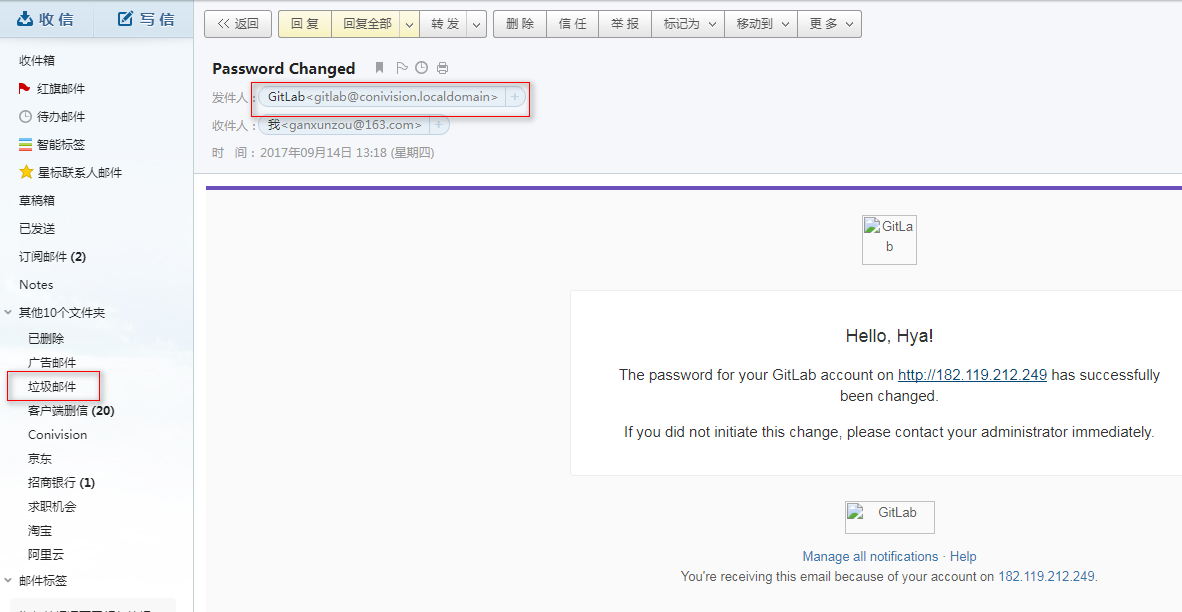 收信 写信
<< 返回 回复 回复全部 转发 删除 信任 举报 标记为 移动到 更多
收件箱
红旗邮件
待办邮件
智能标签
星标联系人邮件
草稿箱
已发送
订阅邮件 (2)
Notes
其他10个文件夹
已删除
广告邮件
垃圾邮件
客户端删信 (20)
Conivision
京东
招商银行 (1)
求职机会
淘宝
阿里云
邮件标签
Password Changed
发件人： GitLab<gitlab@conivision.localdomain> +
收件人： 我<ganxunzou@163.com> +
时 间： 2017年09月14日 13:18 (星期四)
GitLa
b
Hello, Hya!
The password for your GitLab account on http://182.119.212.249 has successfully
been changed.
If you did not initiate this change, please contact your administrator immediately.
GitLab
Manage all notifications · Help
You're receiving this email because of your account on 182.119.212.249.